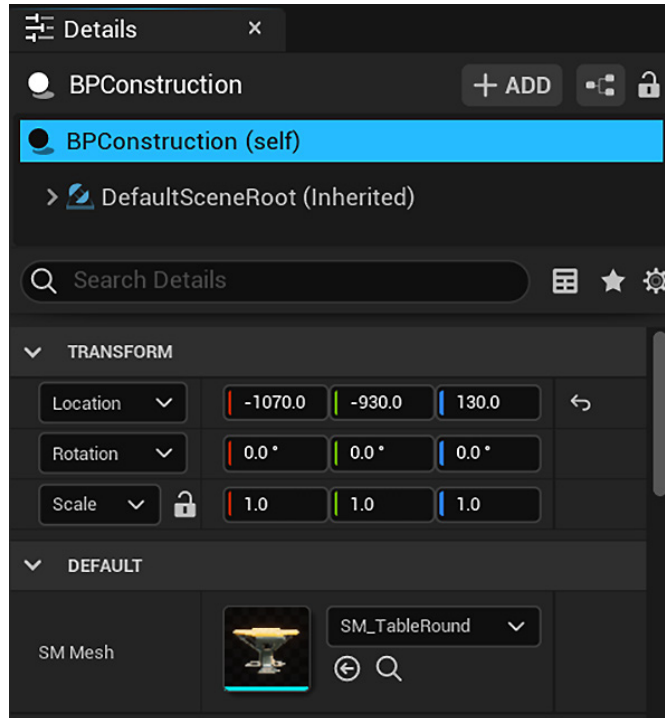 Details ×
BPConstruction + ADD
BPConstruction (self)
DefaultSceneRoot (Inherited)
Search Details
TRANSFORM
Location -1070.0 -930.0 130.0
Rotation 0.0° 0.0° 0.0°
Scale 1.0 1.0 1.0
DEFAULT
SM_TableRound
SM Mesh